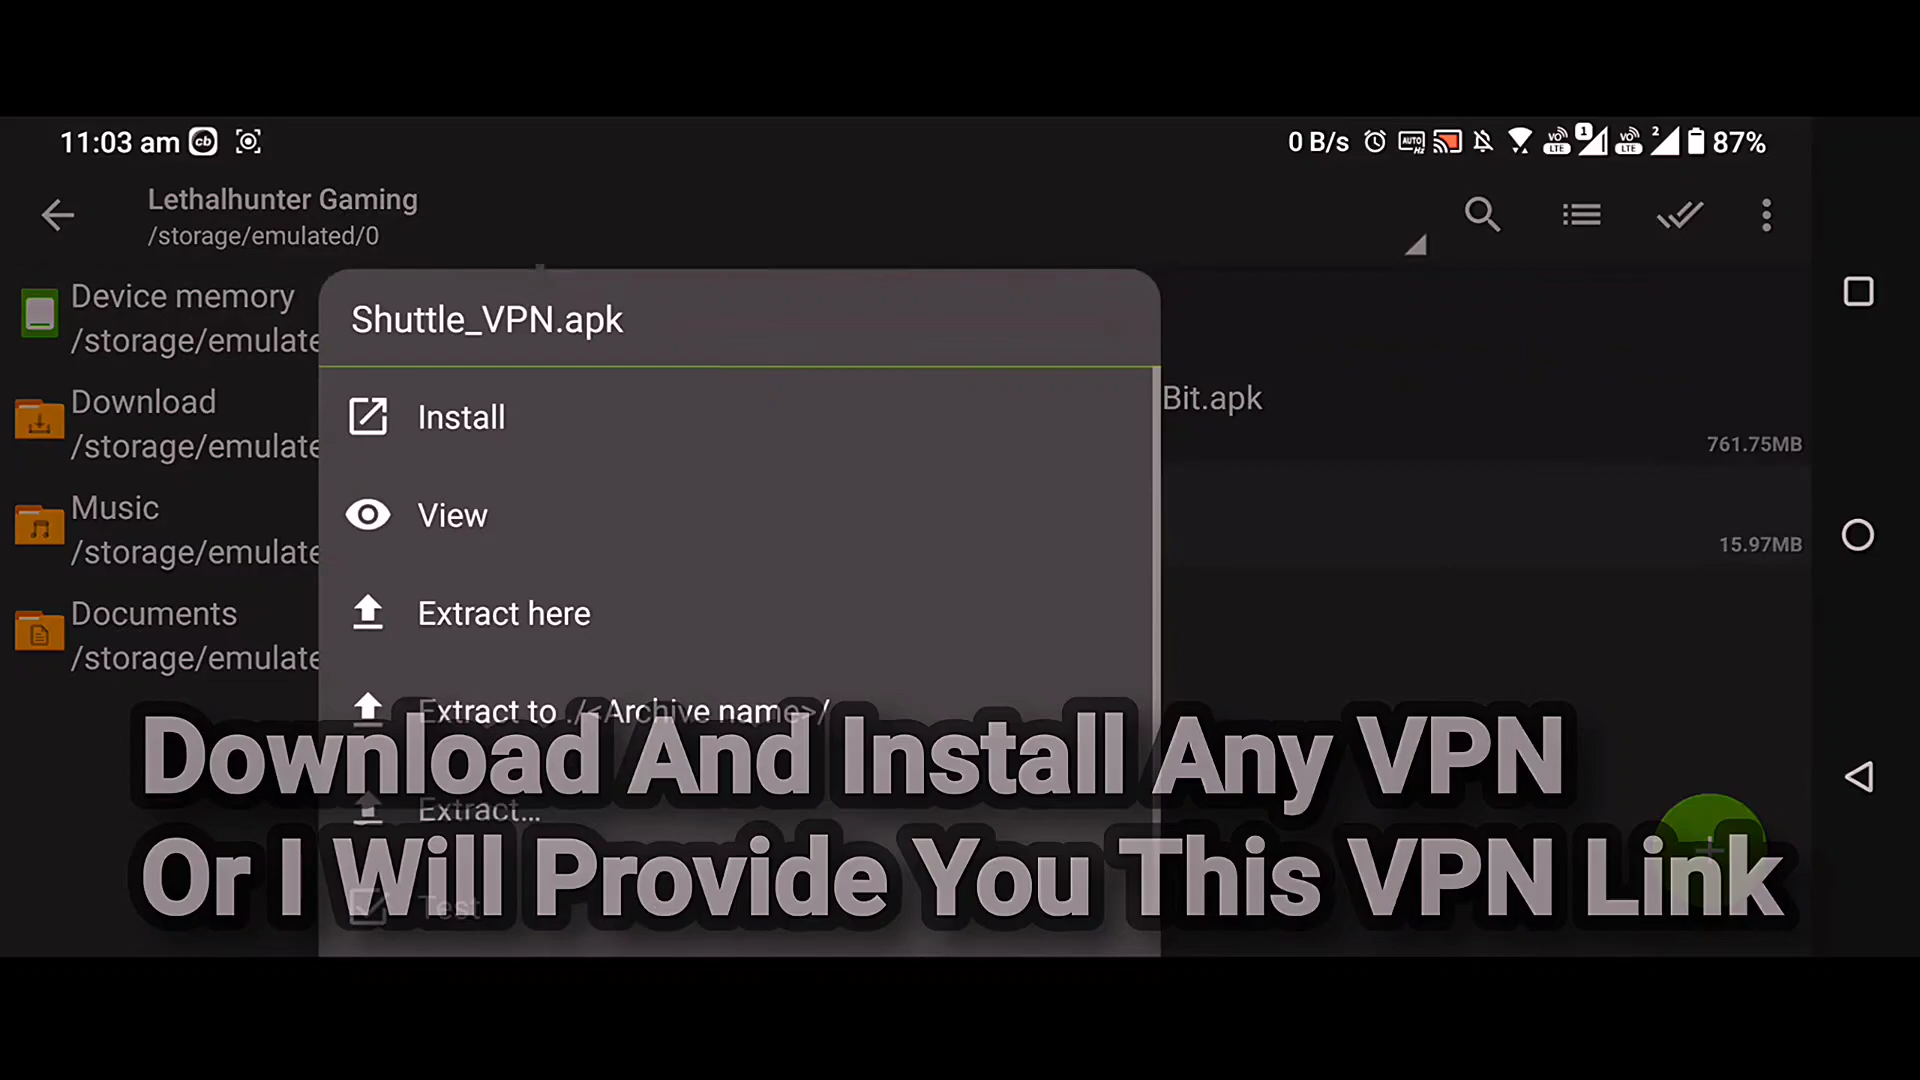 11:03 am
0 B/s
87%
Lethalhunter Gaming
/storage/emulated/0
Device memory
/storage/emulate
Download
/storage/emulate
Music
/storage/emulate
Documents
/storage/emulate
Shuttle_VPN.apk
Install
View
Extract here
Extract to ./<Archive name>/
Extract...
Test
Bit.apk
761.75MB
15.97MB
Download And Install Any VPN
Or I Will Provide You This VPN Link